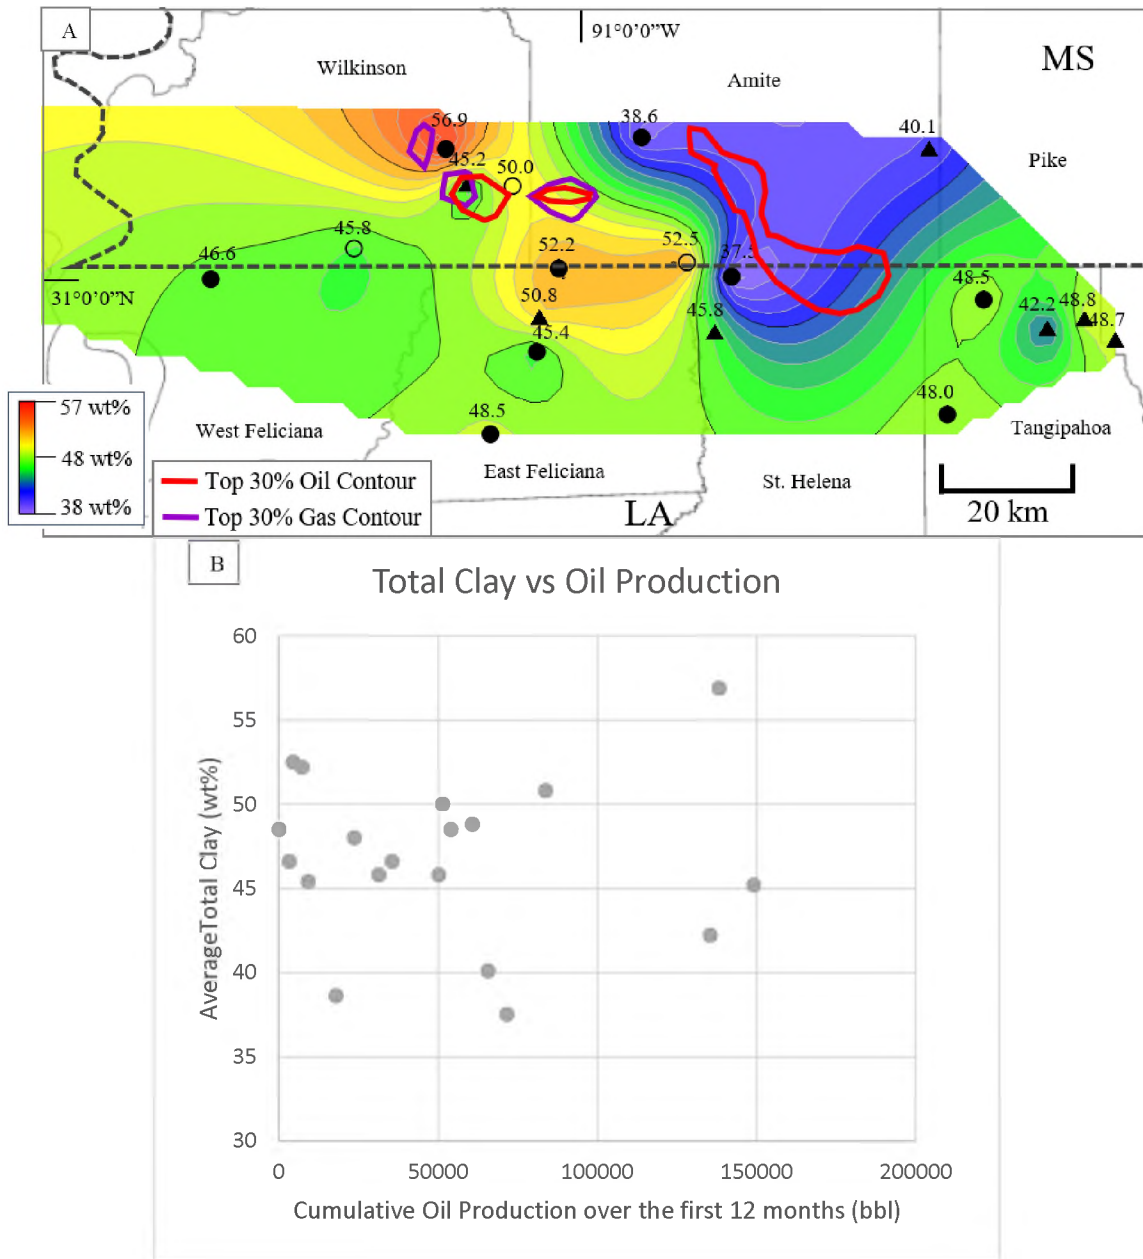 A
91°0'0”W
MS
Wilkinson
Amite
56.9
38.6
40.1
Pike
45.2
50.0
45.8
46.6
52.2
52.5
37.5
31°0'0”N
50.8
45.8
48.5
42.2
48.8
48.7
45.4
57 wt%
48 wt%
38 wt%
48.5
48.0
West Feliciana
East Feliciana
St. Helena
Tangipahoa
Top 30% Oil Contour
Top 30% Gas Contour
LA
20 km
B
Total Clay vs Oil Production
AverageTotal Clay (wt%)
60
55
50
45
40
35
30
0 50000 100000 150000 200000
Cumulative Oil Production over the first 12 months (bbl)